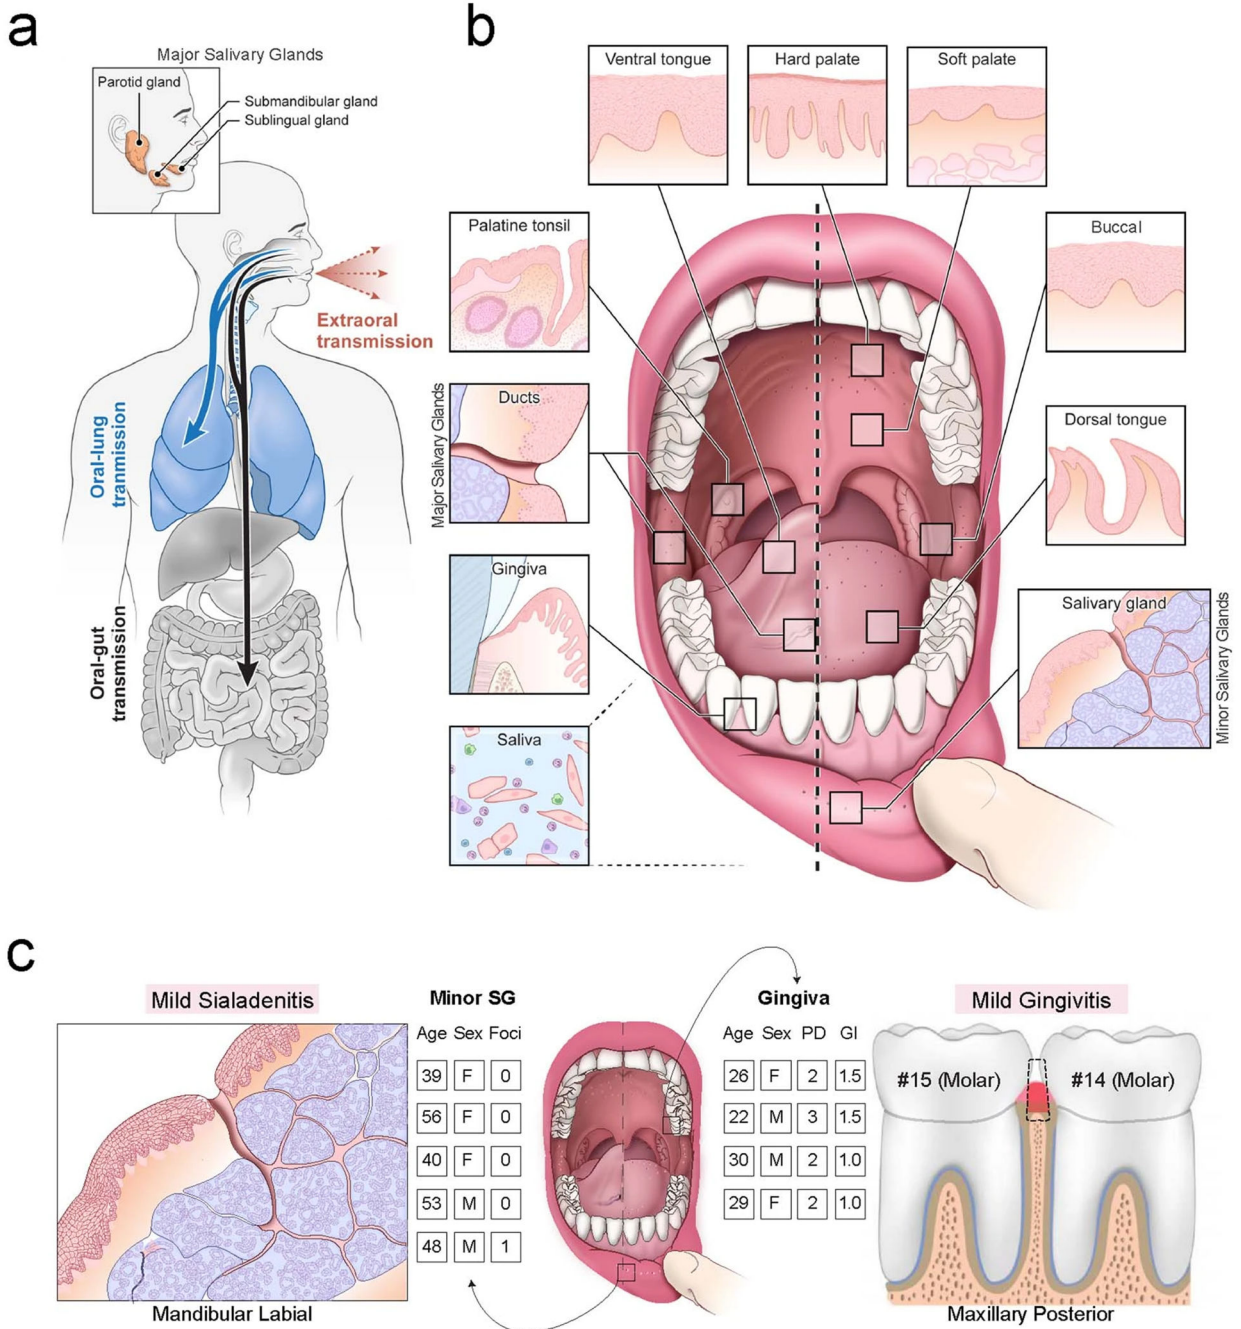 a
Major Salivary Glands
Parotid gland
Submandibular gland
Sublingual gland
Extraoral
transmission
Oral-lung
tranmission
Oral-gut
transmission
b
Ventral tongue
Hard palate
Soft palate
Palatine tonsil
Buccal
Ducts
Major Salivary Glands
Dorsal tongue
Gingiva
Salivary gland
Minor Salivary Glands
Saliva
c
Mild Sialadenitis
Mandibular Labial
Minor SG
Age Sex Foci
39 F 0
56 F 0
40 F 0
53 M 0
48 M 1
Gingiva
Age Sex PD GI
26 F 2 1.5
22 M 3 1.5
30 M 2 1.0
29 F 2 1.0
Mild Gingivitis
#15 (Molar)
#14 (Molar)
Maxillary Posterior